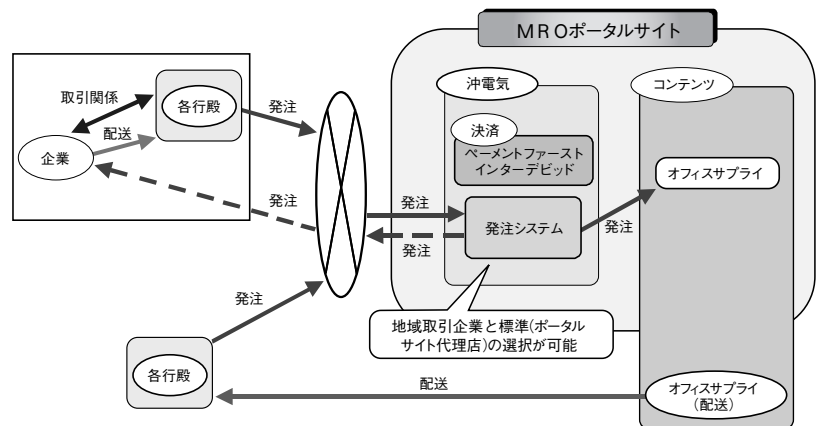 MROポータルサイト
取引関係
各行殿
発注
配送
企業
発注
沖電気
コンテンツ
決済
ペーメントファースト
インターデビッド
オフィスサプライ
発注
発注システム
発注
発注
地域取引企業と標準(ポータル
サイト代理店)の選択が可能
発注
各行殿
配送
オフィスサプライ
(配送)